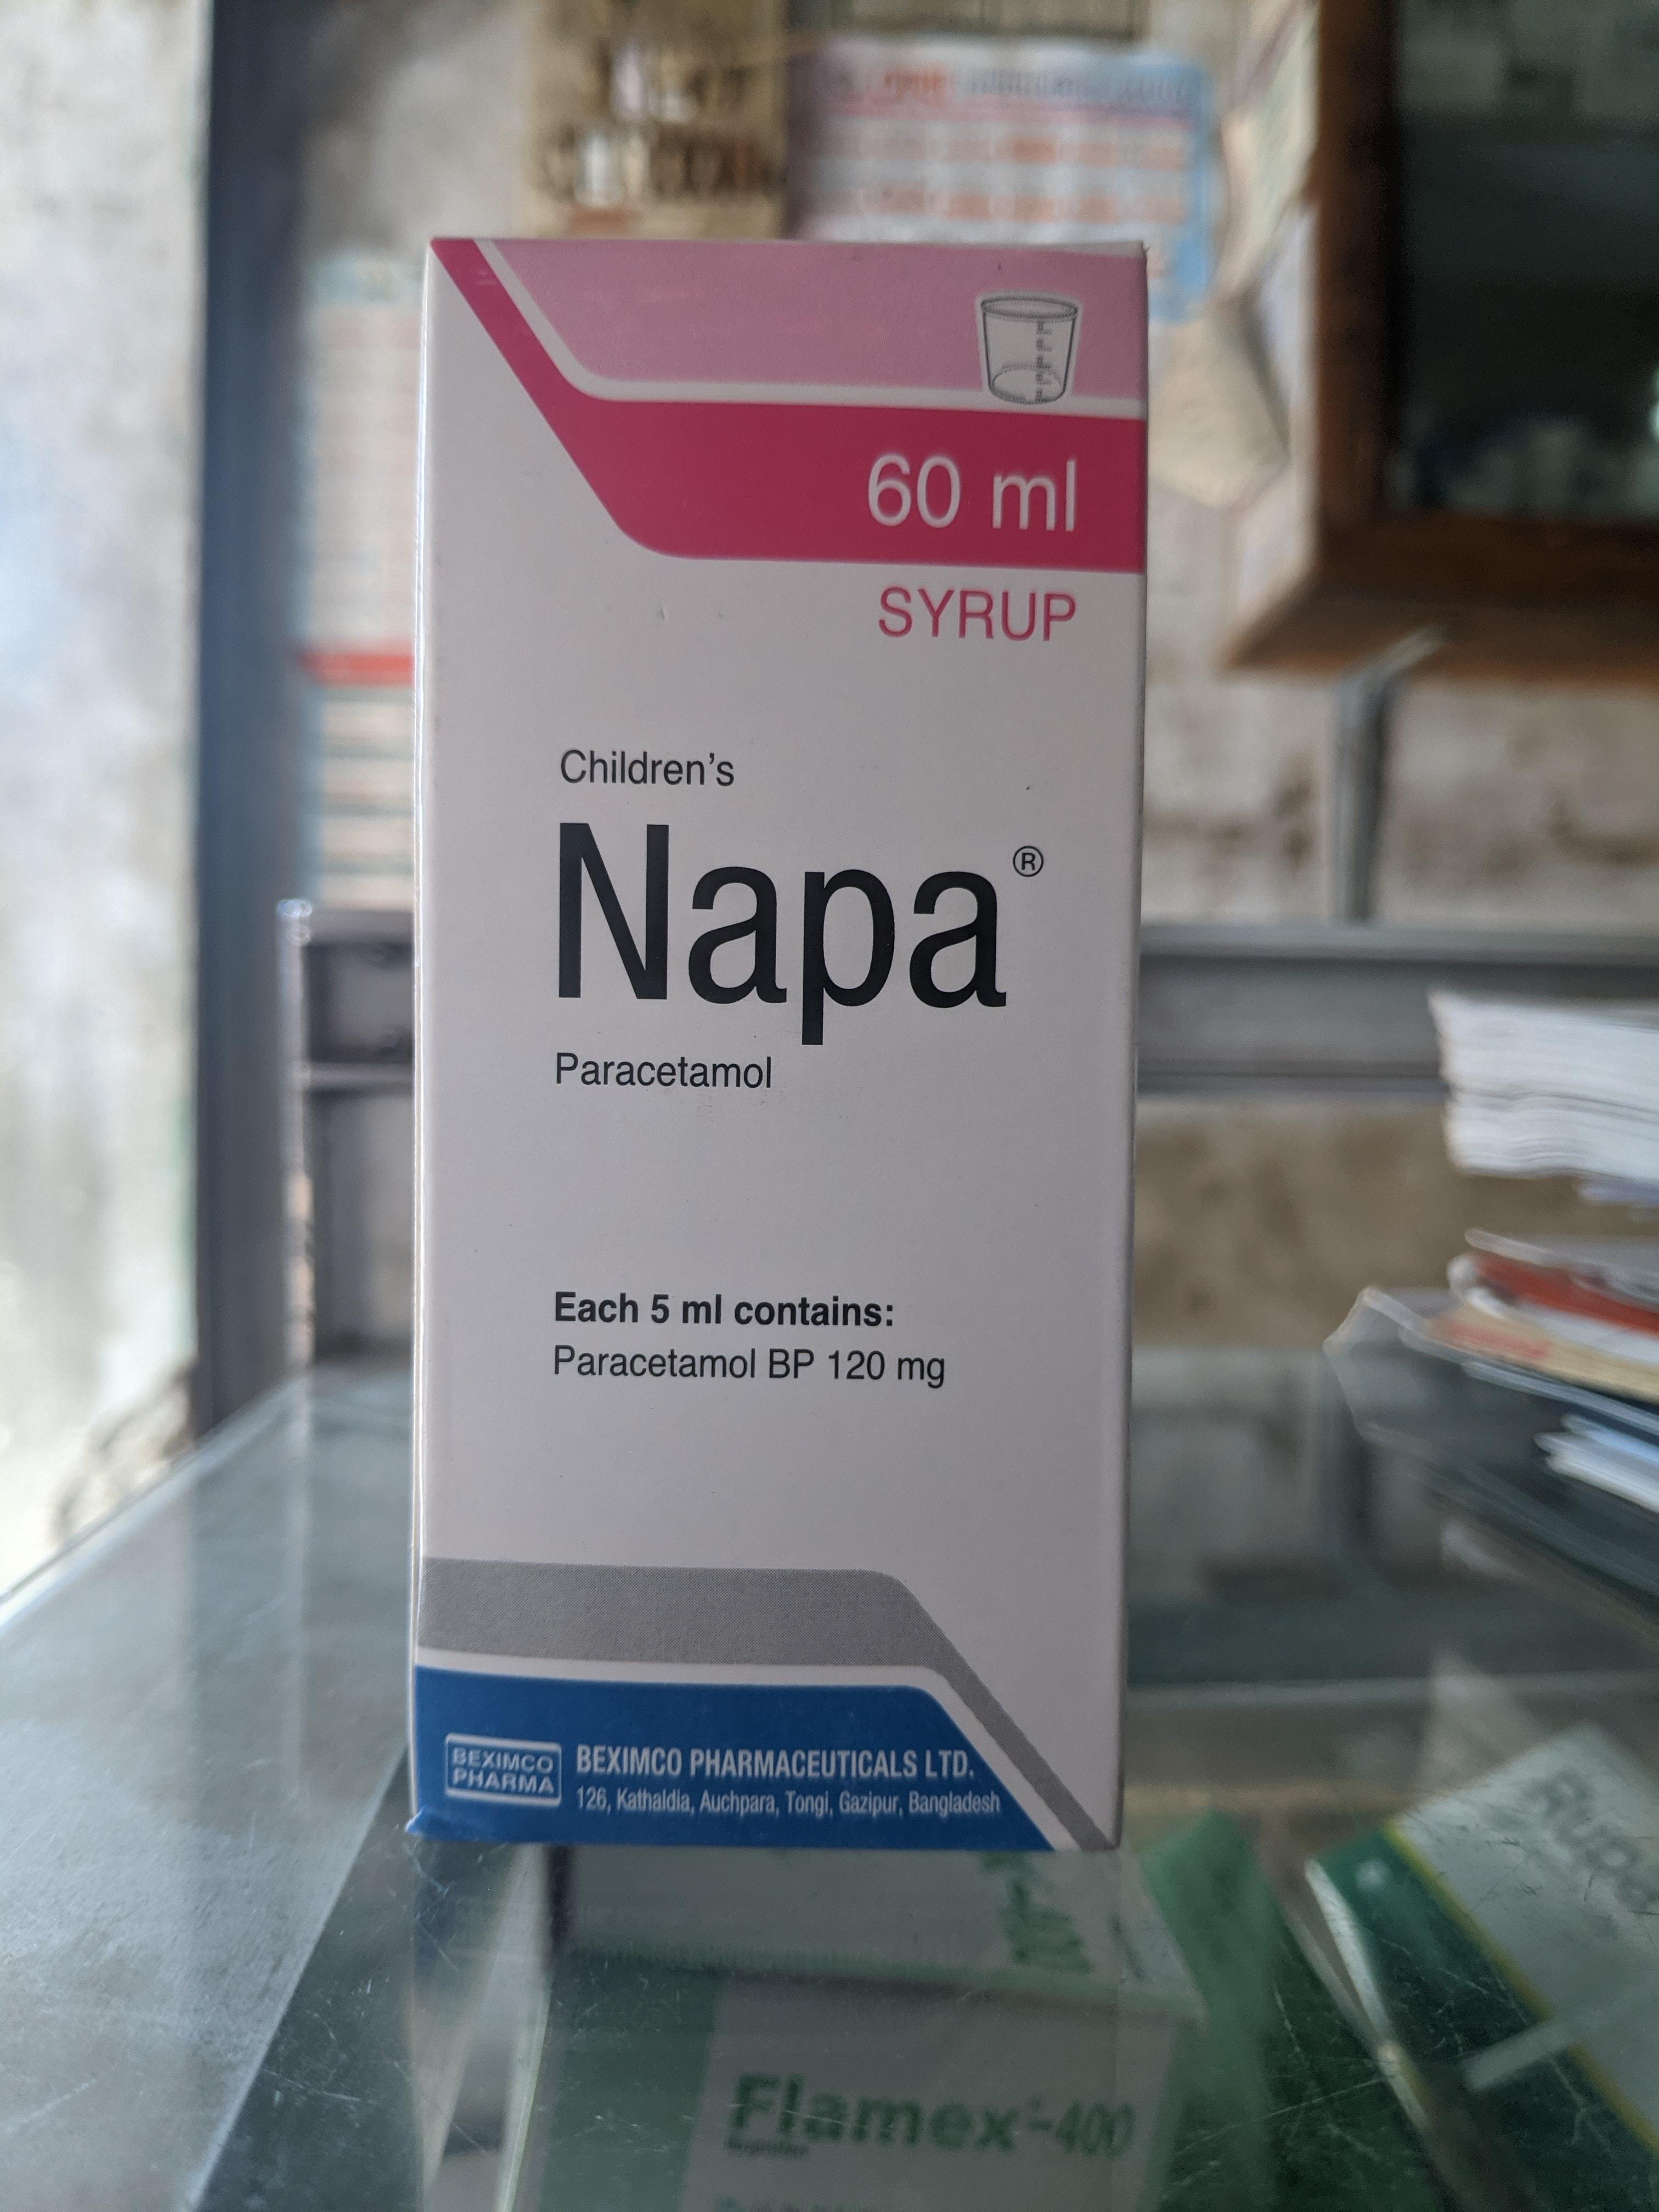 60 ml
SYRUP
Children's
Napa®
Paracetamol
Each 5 ml contains:
Paracetamol BP 120 mg
BEXIMCO
PHARMA
BEXIMCO PHARMACEUTICALS LTD.
126, Kathaldia, Auchpara, Tongi, Gazipur, Bangladesh
Flamex-400
Ibuprofen